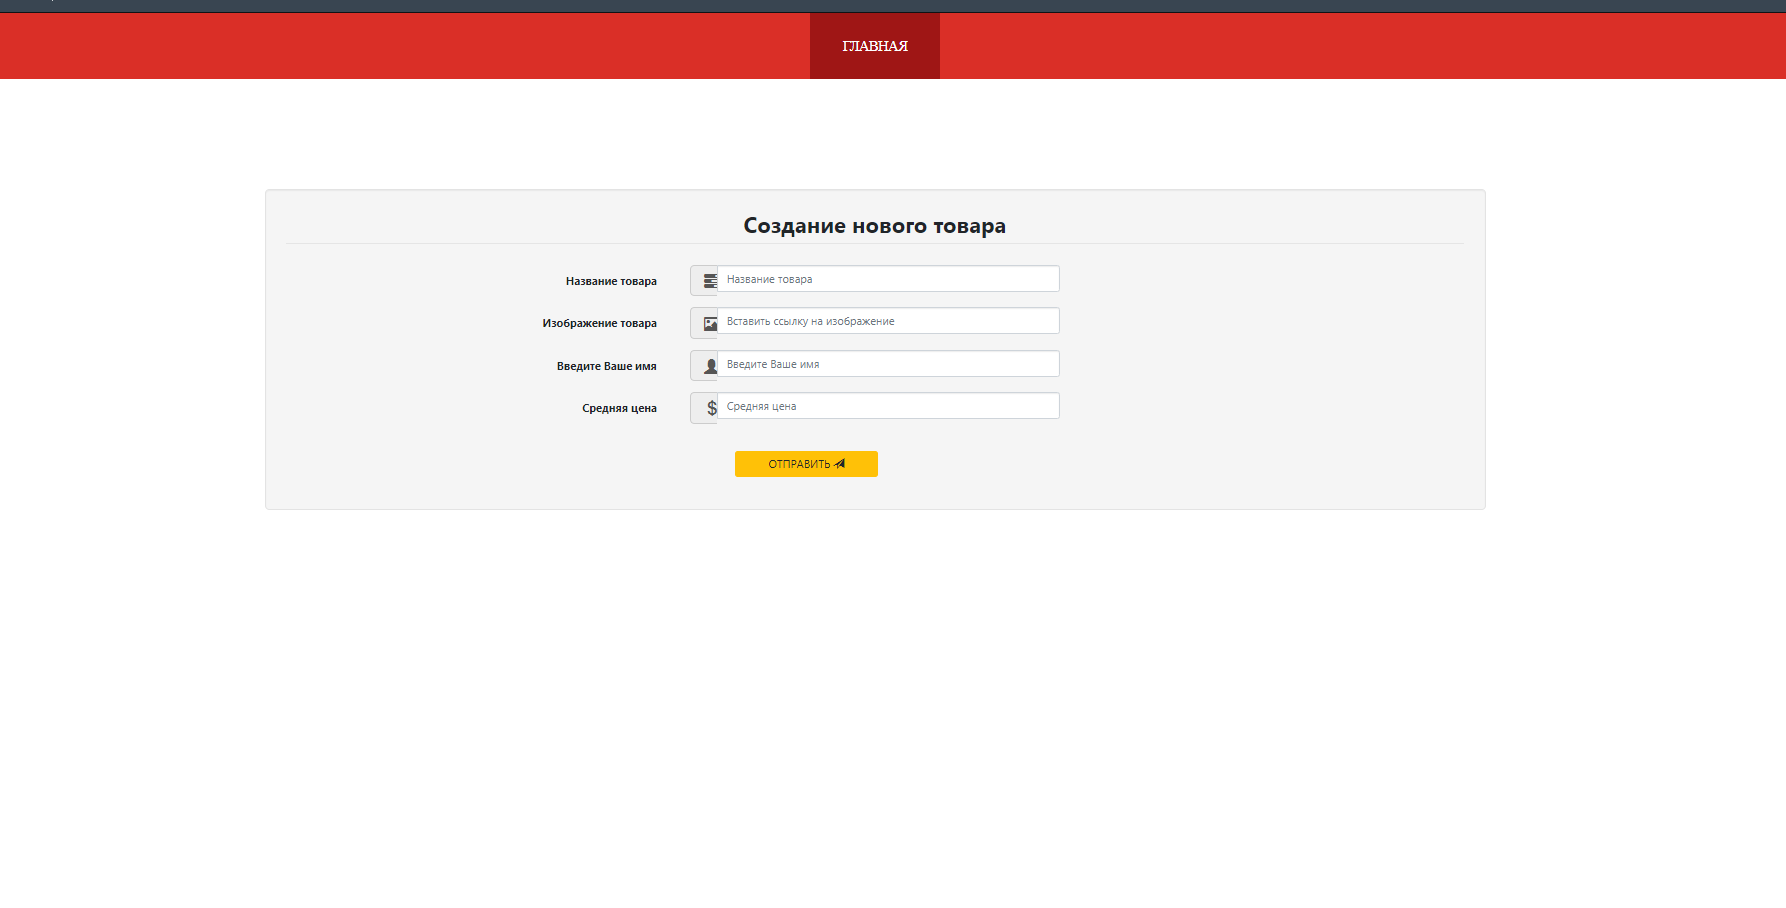 ГЛАВНАЯ
Создание нового товара
Название товара
Название товара
Изображение товара
Вставить ссылку на изображение
Введите Ваше имя
Введите Ваше имя
Средняя цена
$
Средняя цена
ОТПРАВИТЬ